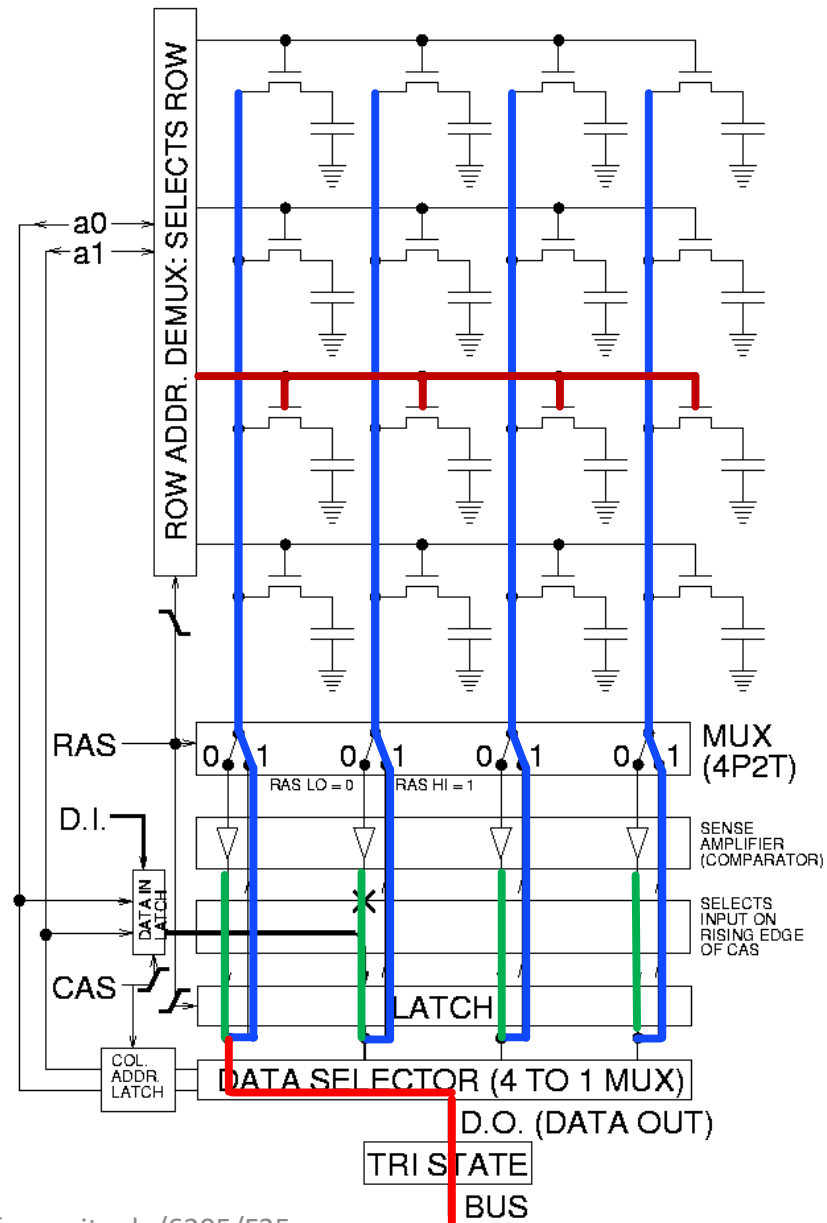 ROW ADDR. DEMUX: SELECTS ROW
a0
a1
RAS
0 1 0 1 0 1 0 1
MUX
(4P2T)
RAS LO = 0
RAS HI = 1
D.I.
SENSE
AMPLIFIER
(COMPARATOR)
DATA IN
LATCH
SELECTS
INPUT ON
RISING EDGE
OF CAS
CAS
LATCH
COL.
ADDR.
LATCH
DATA SELECTOR (4 TO 1 MUX)
D.O. (DATA OUT)
TRI STATE
BUS